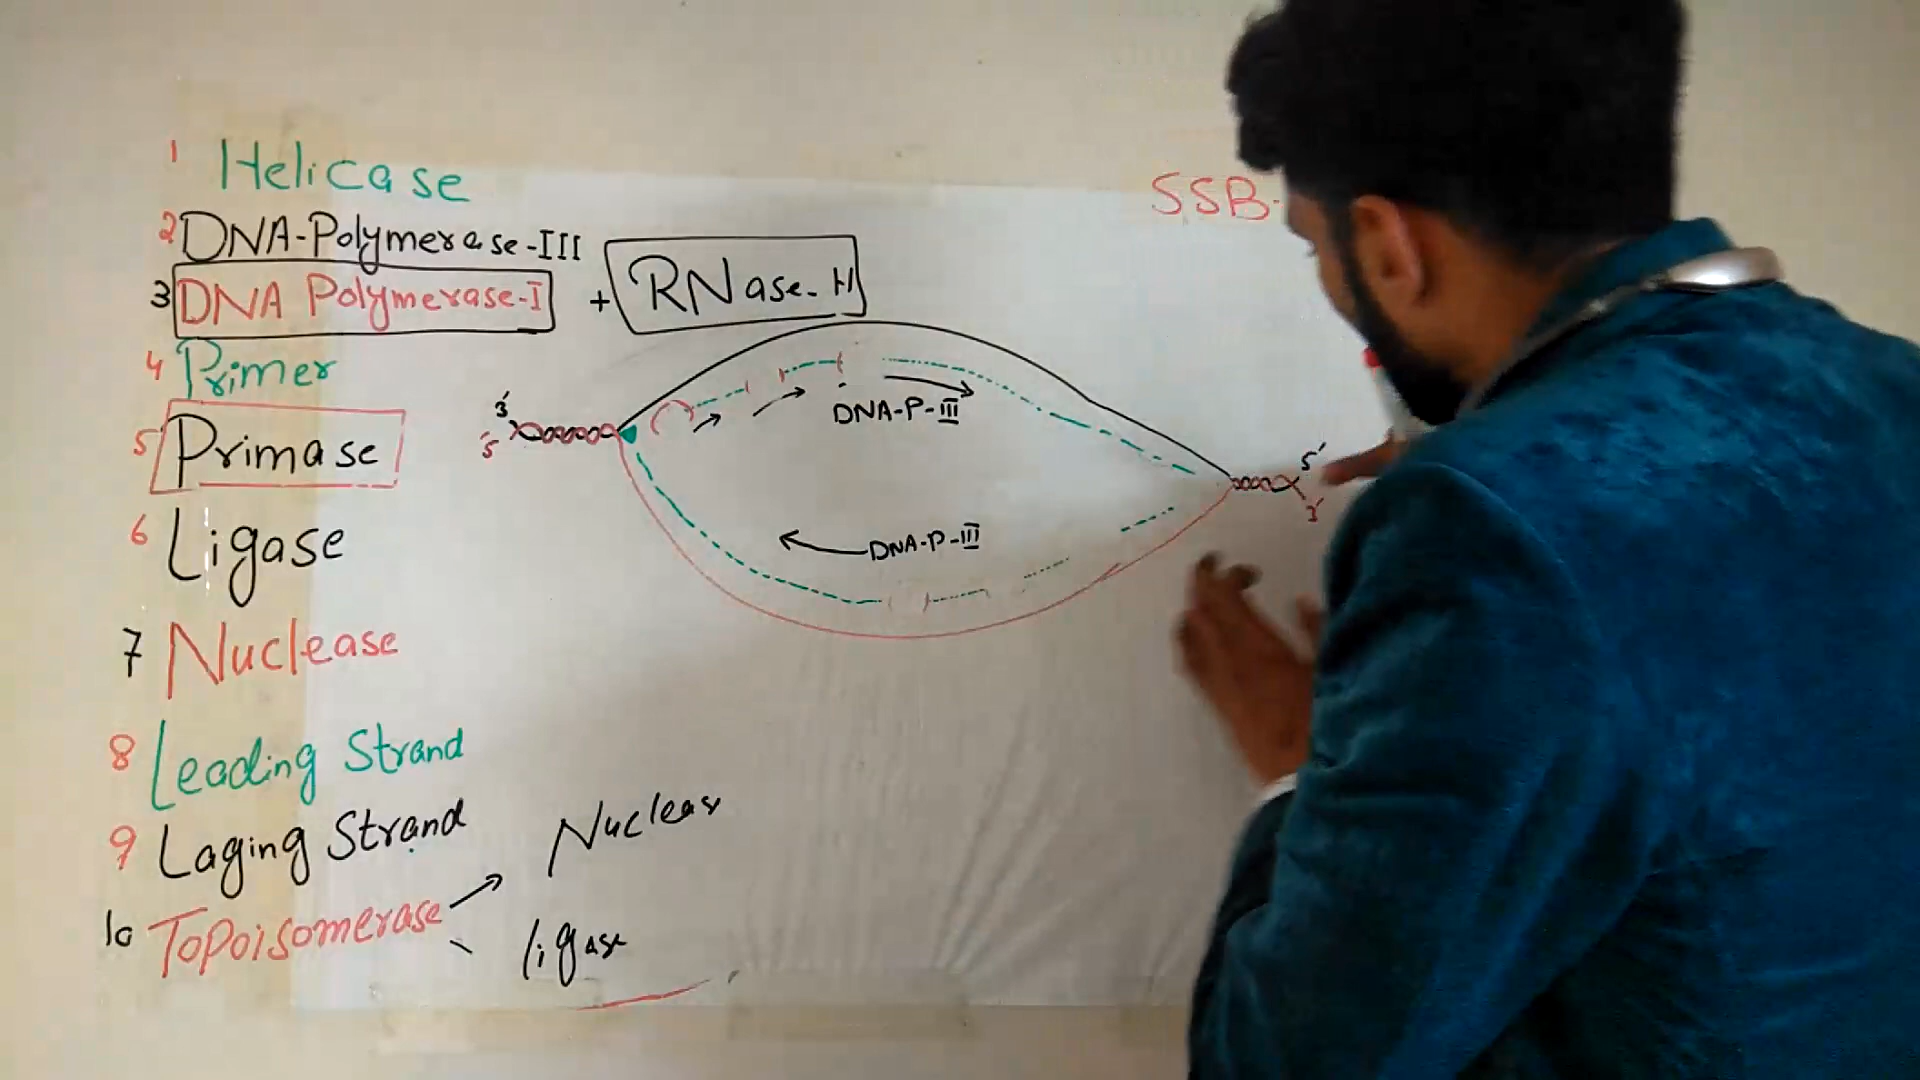 1 Helicase
2 DNA-Polymerase-III
3 DNA Polymerase-I + RNase-H
4 Primer
5 Primase
6 Ligase
7 Nuclease
8 Leading Strand
9 Laging Strand
10 Topoisomerase
Nuclease
ligase
SSB-
3'
5'
DNA-P-III
DNA-P-III
5'
3'